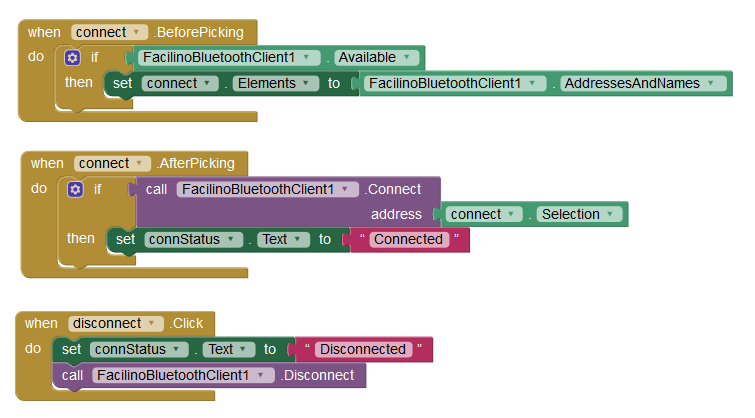 when connect .BeforePicking
do if FacilinoBluetoothClient1 . Available
then set connect . Elements to FacilinoBluetoothClient1 . AddressesAndNames
when connect .AfterPicking
do if call FacilinoBluetoothClient1 .Connect
address connect . Selection
then set connStatus . Text to “ Connected ”
when disconnect .Click
do set connStatus . Text to “ Disconnected ”
call FacilinoBluetoothClient1 .Disconnect